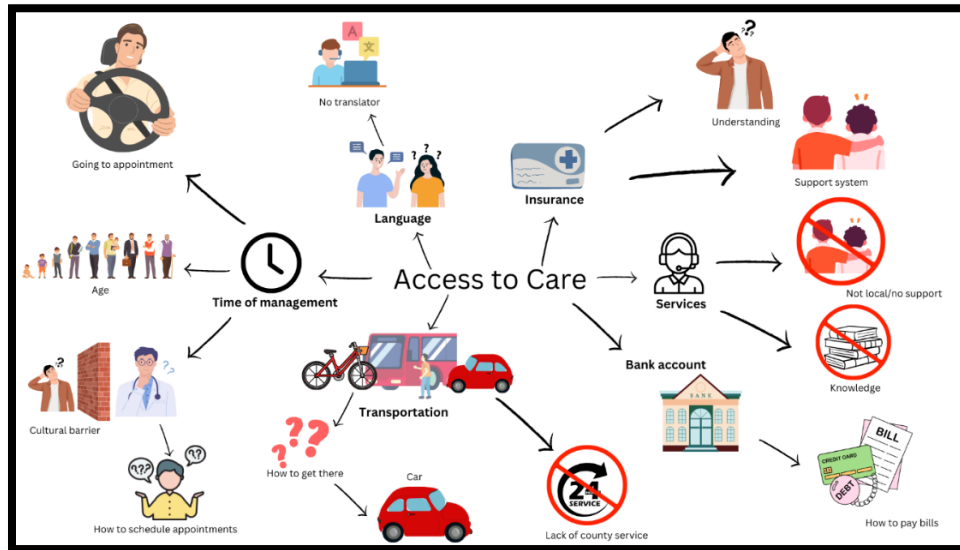 A
文
No translator
??
Understanding
Going to appointment
? ? ?
Language
Insurance
Support system
Age
Time of management
Access to Care
Services
Not local/no support
?
??
Cultural barrier
Transportation
Bank account
BANK
Knowledge
???
How to get there
???
???
How to schedule appointments
Car
24 HR
SERVICE
Lack of county service
BILL
CREDIT CARD
DEBT
How to pay bills